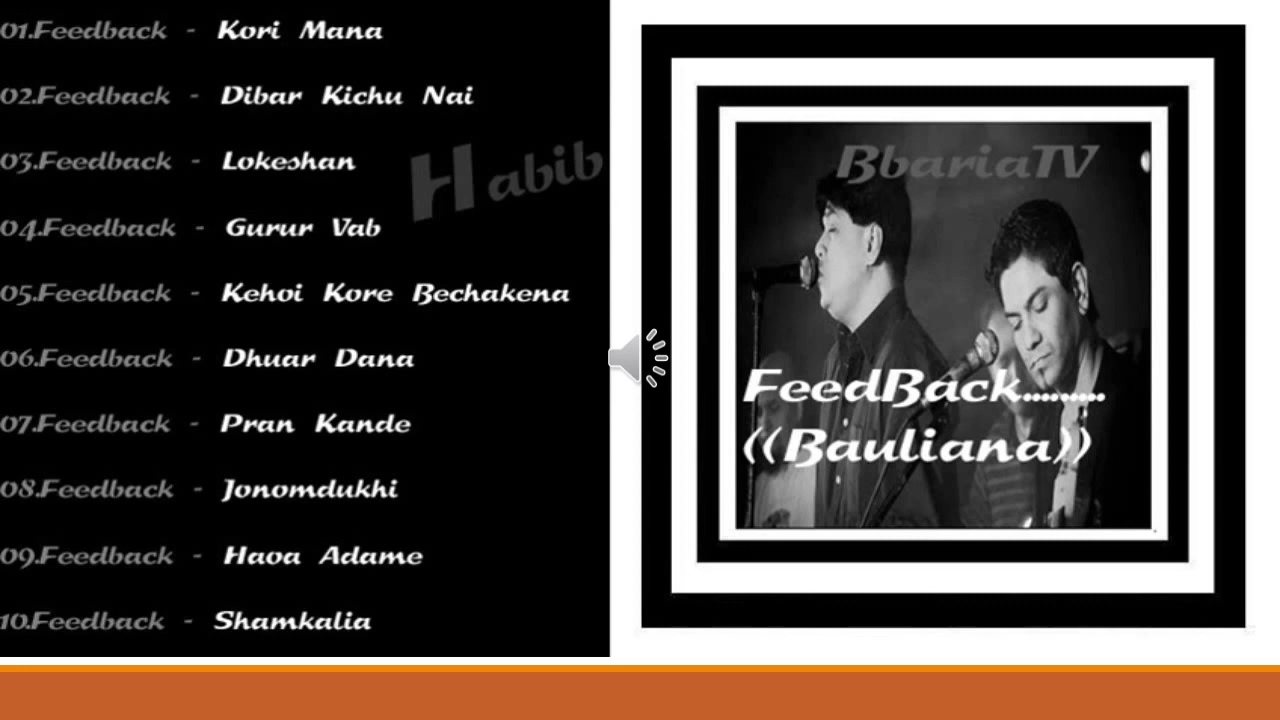 01.Feedback - Kori Mana
02.Feedback - Dibar Kichu Nai
03.Feedback - Lokeshan
Habib
04.Feedback - Gurur Vab
05.Feedback - Kehoi Kore Bechakena
06.Feedback - Dhuar Dana
07.Feedback - Pran Kande
08.Feedback - Jonomdukhi
09.Feedback - Haoa Adame
10.Feedback - Shamkalia
BbariaTV
FeedBack.........
((Bauliana))